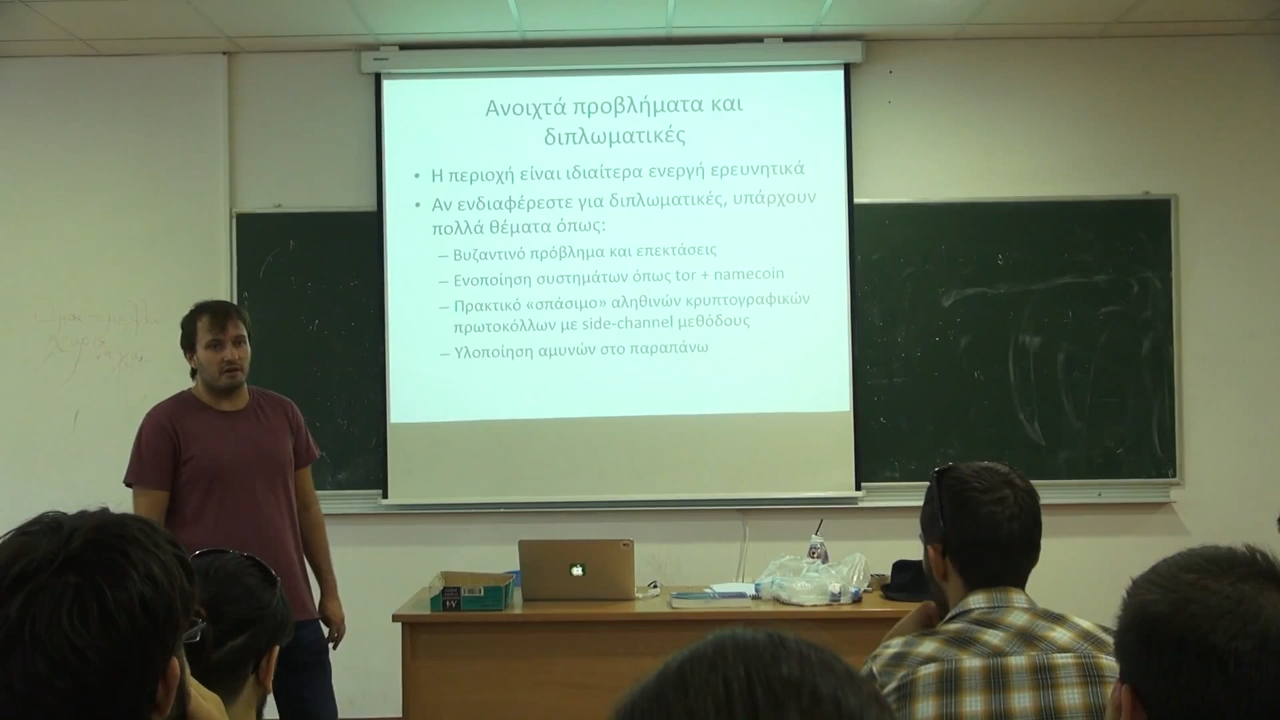 Ανοιχτά προβλήματα και
διπλωματικές
• Η περιοχή είναι ιδιαίτερα ενεργή ερευνητικά
• Αν ενδιαφέρεστε για διπλωματικές, υπάρχουν
πολλά θέματα όπως:
– Βυζαντινό πρόβλημα και επεκτάσεις
– Ενοποίηση συστημάτων όπως tor + namecoin
– Πρακτικό «σπάσιμο» αληθινών κρυπτογραφικών
πρωτοκόλλων με side-channel μεθόδους
– Υλοποίηση αμυνών στο παραπάνω